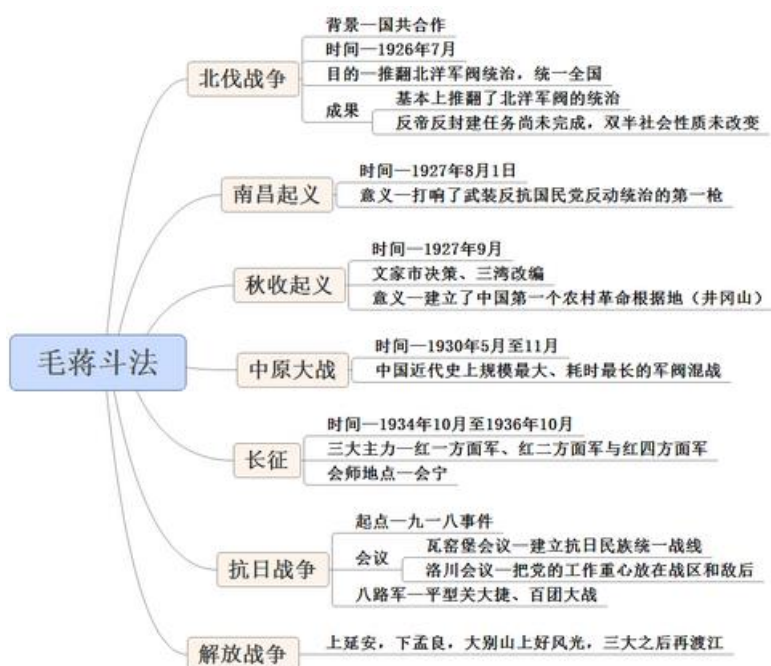 毛蒋斗法
北伐战争
背景—国共合作
时间—1926年7月
目的—推翻北洋军阀统治，统一全国
成果
基本上推翻了北洋军阀的统治
反帝反封建任务尚未完成，双半社会性质未改变
南昌起义
时间—1927年8月1日
意义—打响了武装反抗国民党反动统治的第一枪
秋收起义
时间—1927年9月
文家市决策、三湾改编
意义—建立了中国第一个农村革命根据地（井冈山）
中原大战
时间—1930年5月至11月
中国近代史上规模最大、耗时最长的军阀混战
长征
时间—1934年10月至1936年10月
三大主力—红一方面军、红二方面军与红四方面军
会师地点—会宁
抗日战争
起点—九一八事件
会议
瓦窑堡会议—建立抗日民族统一战线
洛川会议—把党的工作重心放在战区和敌后
八路军—平型关大捷、百团大战
解放战争
上延安，下孟良，大别山上好风光，三大之后再渡江